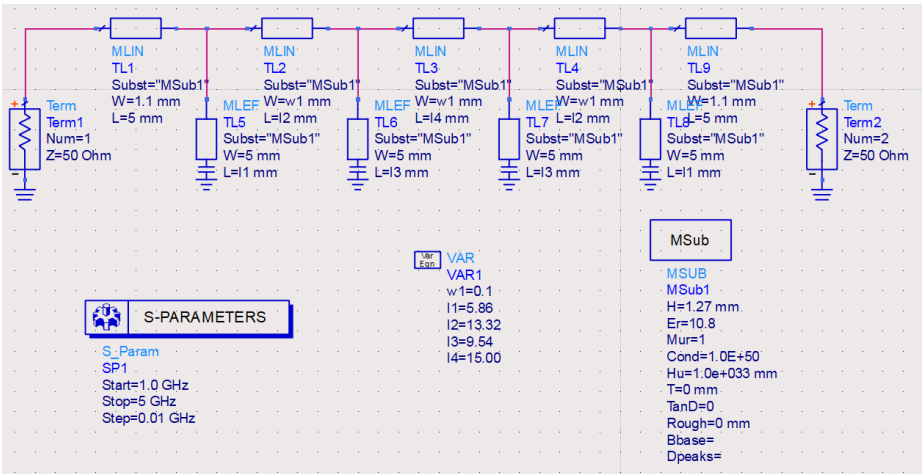 MLIN
TL1
Subst="MSub1"
W=1.1 mm
L=5 mm
MLIN
TL2
Subst="MSub1"
W=w1 mm
L=l2 mm
MLIN
TL3
Subst="MSub1"
W=w1 mm
L=l4 mm
MLIN
TL4
Subst="MSub1"
W=w1 mm
L=l2 mm
MLIN
TL9
Subst="MSub1"
W=1.1 mm
L=5 mm
+
Term
Term1
Num=1
Z=50 Ohm
-
MLEF
TL5
Subst="MSub1"
W=5 mm
L=l1 mm
MLEF
TL6
Subst="MSub1"
W=5 mm
L=l3 mm
MLEF
TL7
Subst="MSub1"
W=5 mm
L=l3 mm
MLEF
TL8
Subst="MSub1"
W=5 mm
L=l1 mm
+
Term
Term2
Num=2
Z=50 Ohm
-
Var
Eqn
VAR
VAR1
w1=0.1
l1=5.86
l2=13.32
l3=9.54
l4=15.00
MSub
MSUB
MSub1
H=1.27 mm
Er=10.8
Mur=1
Cond=1.0E+50
Hu=1.0e+033 mm
T=0 mm
TanD=0
Rough=0 mm
Bbase=
Dpeaks=
S-PARAMETERS
S_Param
SP1
Start=1.0 GHz
Stop=5 GHz
Step=0.01 GHz